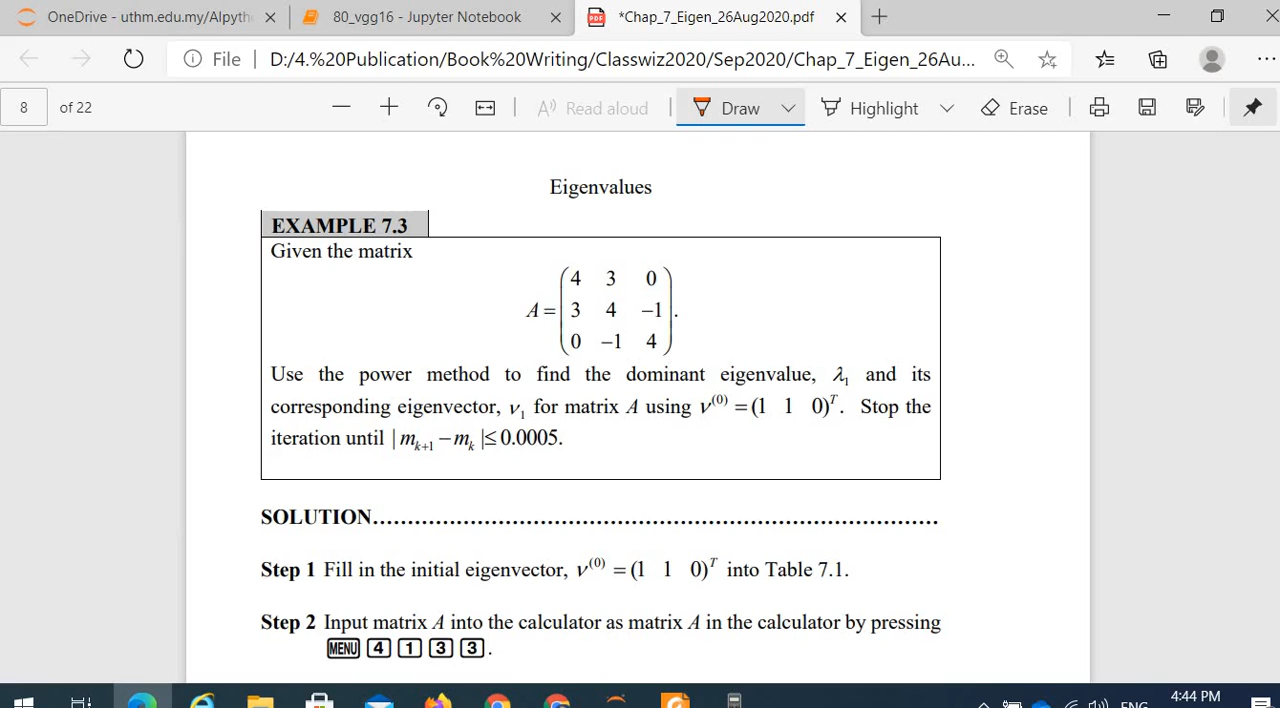 OneDrive - uthm.edu.my/Alpyth
80_vgg16 - Jupyter Notebook
*Chap_7_Eigen_26Aug2020.pdf
File
D:/4.%20Publication/Book%20Writing/Classwiz2020/Sep2020/Chap_7_Eigen_26Au...
8 of 22
Read aloud
Draw
Highlight
Erase
Eigenvalues
EXAMPLE 7.3
Given the matrix
4 3 0
A = 3 4 −1 .
0 −1 4
Use the power method to find the dominant eigenvalue, λ₁ and its
corresponding eigenvector, v₁ for matrix A using v⁽⁰⁾ = (1 1 0)ᵀ. Stop the
iteration until | mₖ₊₁ − mₖ |≤ 0.0005.
SOLUTION……………………………………………………………………
Step 1 Fill in the initial eigenvector, v⁽⁰⁾ = (1 1 0)ᵀ into Table 7.1.
Step 2 Input matrix A into the calculator as matrix A in the calculator by pressing
MENU 4 1 3 3 .
4:44 PM
ENG